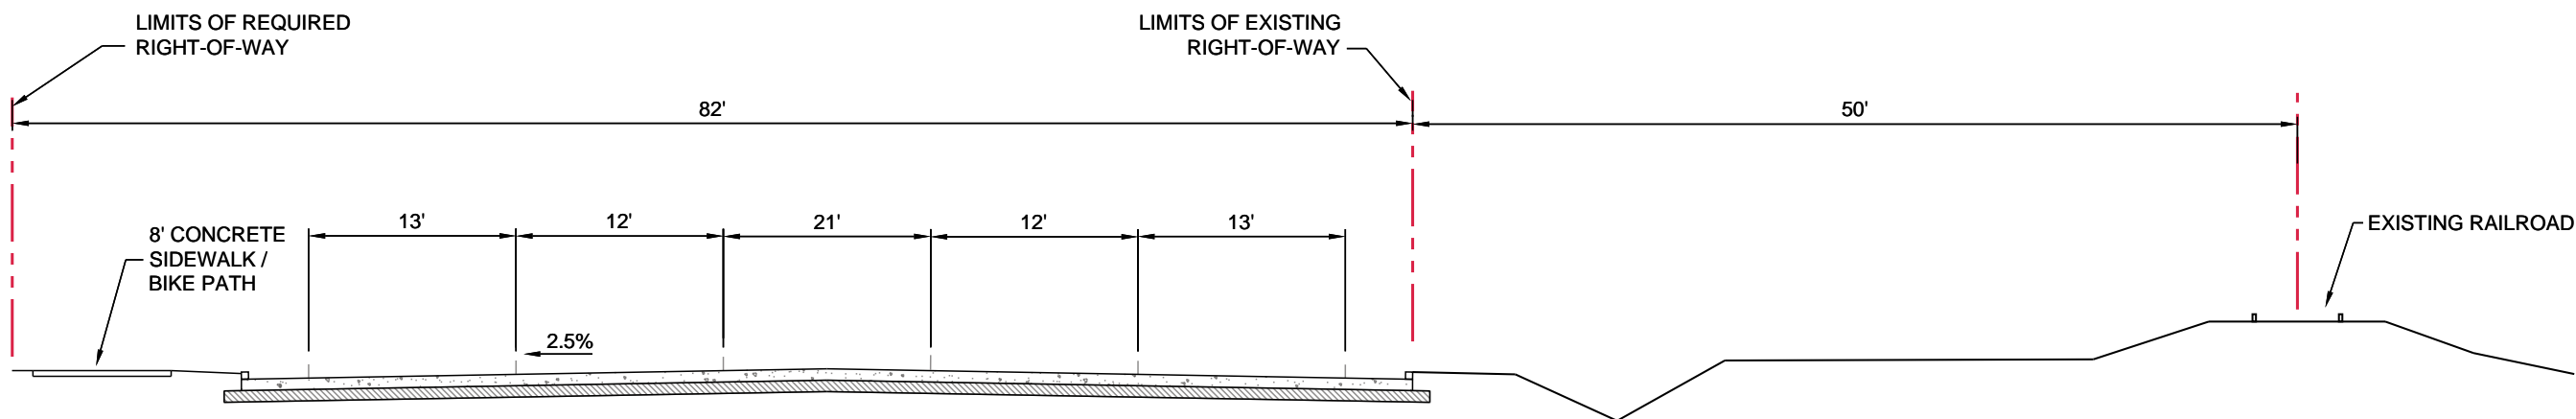 LIMITS OF REQUIRED
RIGHT-OF-WAY
LIMITS OF EXISTING
RIGHT-OF-WAY
82'
50'
13'
12'
21'
12'
13'
8' CONCRETE
SIDEWALK /
BIKE PATH
EXISTING RAILROAD
2.5%